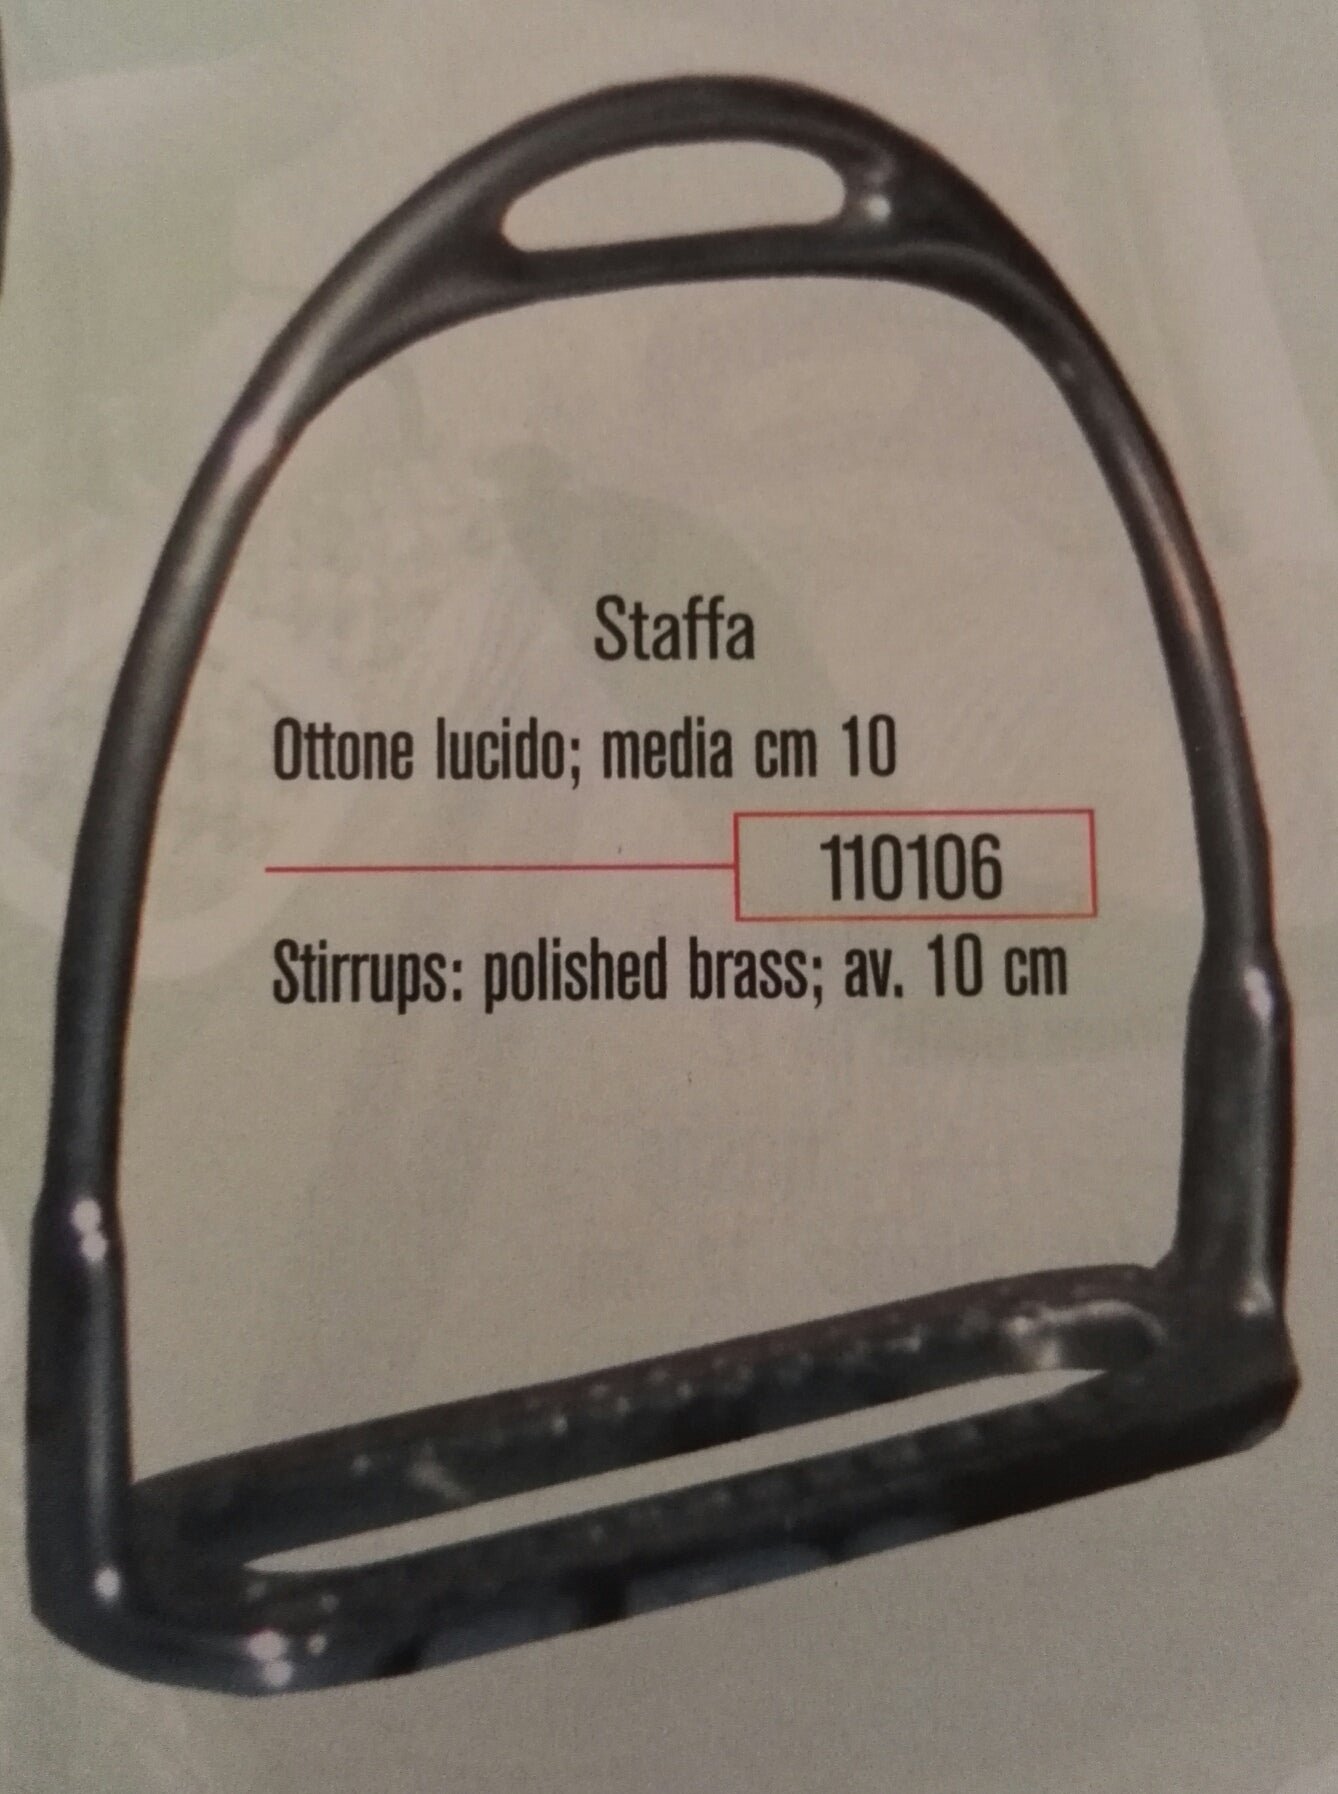 Staffa
Ottone lucido; media cm 10
110106
Stirrups: polished brass; av. 10 cm